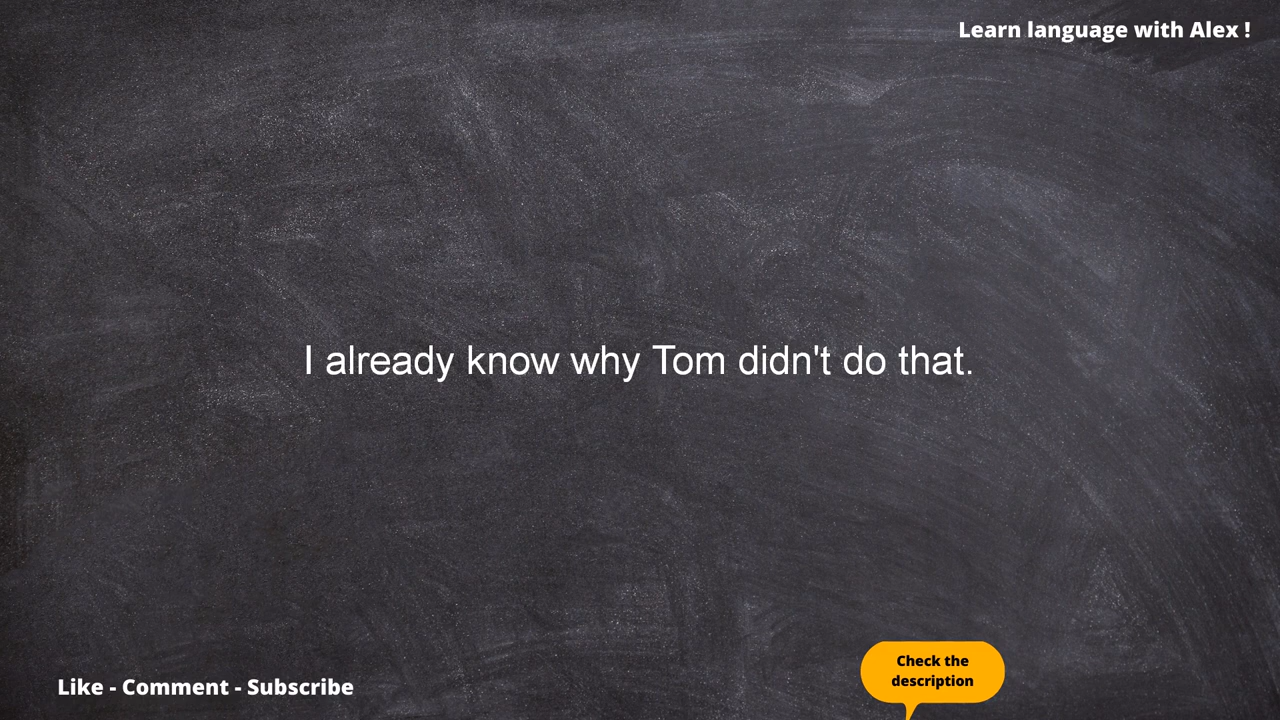 Learn language with Alex !
I already know why Tom didn't do that.
Check the
description
Like - Comment - Subscribe